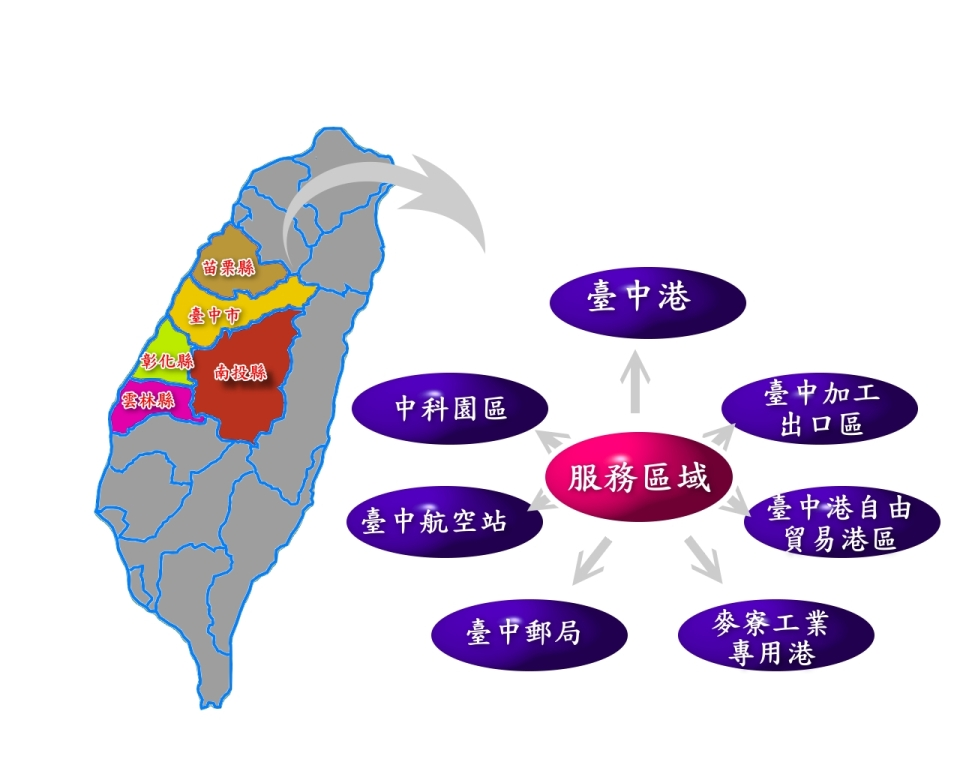 苗栗縣
臺中市
彰化縣
南投縣
雲林縣
臺中港
中科園區
臺中加工
出口區
服務區域
臺中航空站
臺中港自由
貿易港區
臺中郵局
麥寮工業
專用港